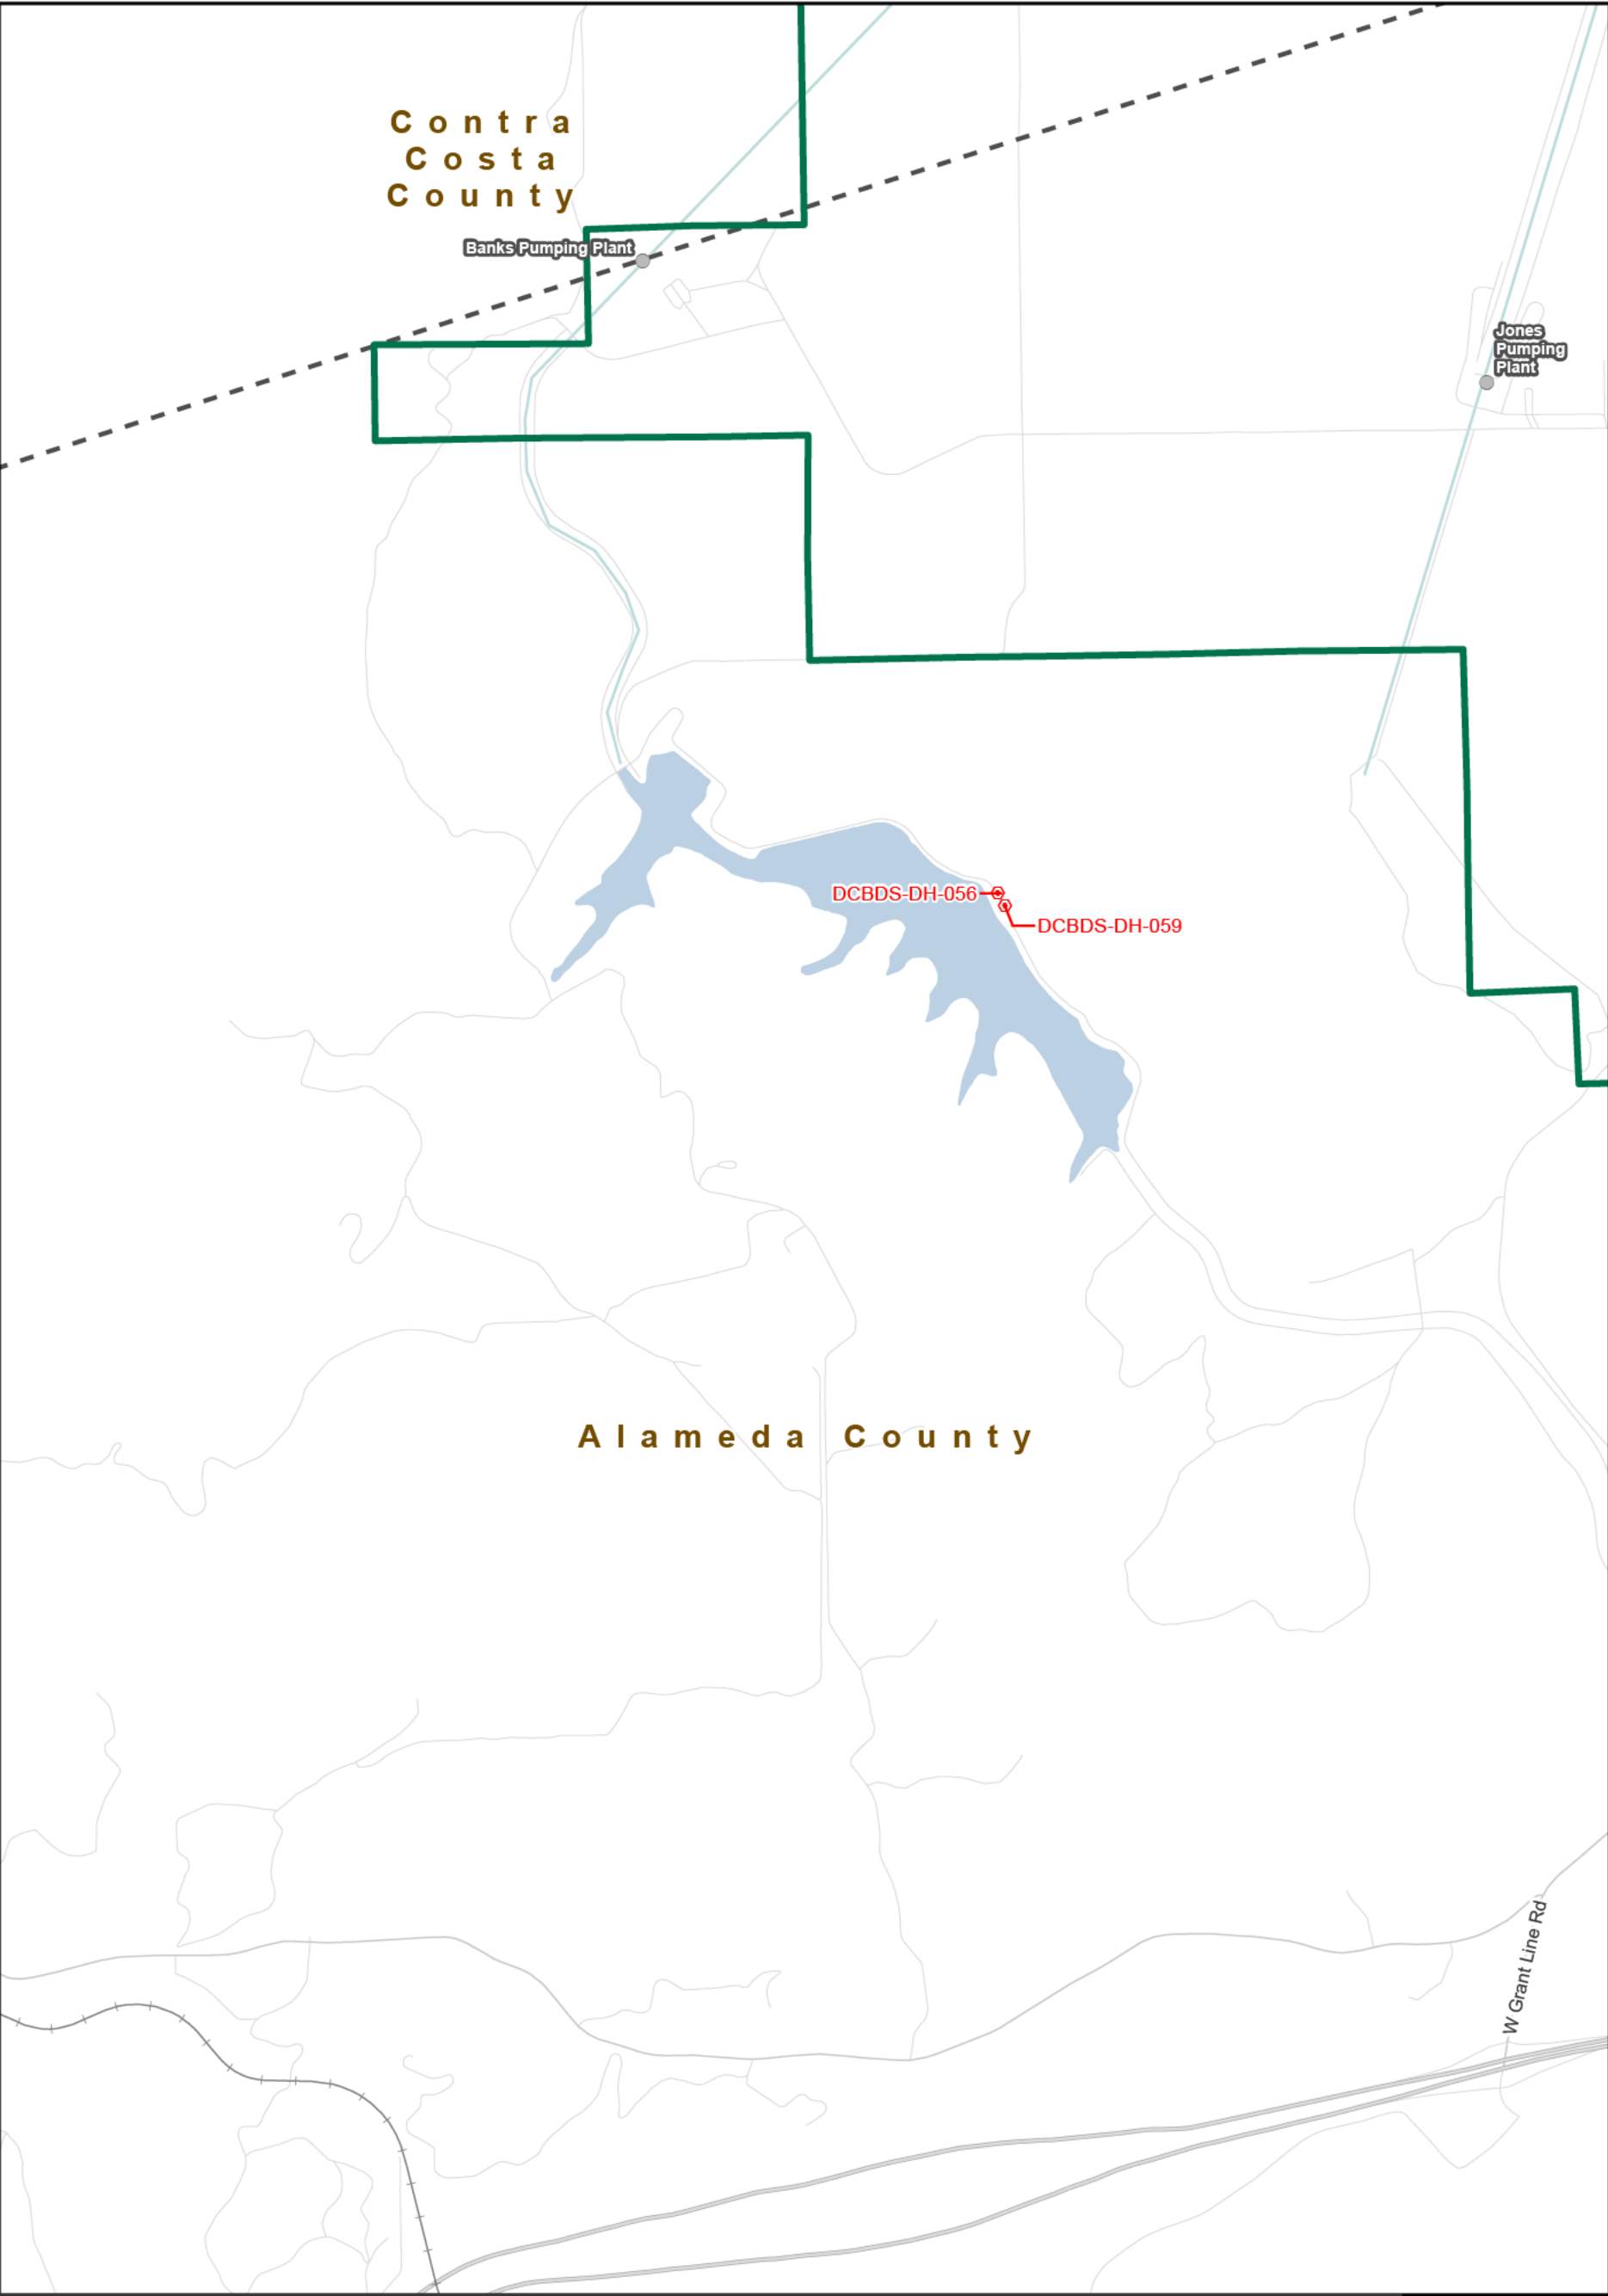 Contra
Costa
County
Banks Pumping Plant
Jones
Pumping
Plant
DCBDS-DH-056
DCBDS-DH-059
Alameda County
W Grant Line Rd